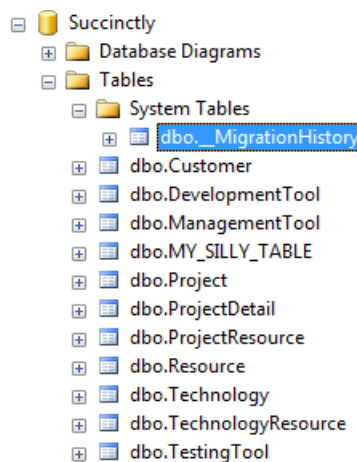 Succinctly
Database Diagrams
Tables
System Tables
dbo.__MigrationHistory
dbo.Customer
dbo.DevelopmentTool
dbo.ManagementTool
dbo.MY_SILLY_TABLE
dbo.Project
dbo.ProjectDetail
dbo.ProjectResource
dbo.Resource
dbo.Technology
dbo.TechnologyResource
dbo.TestingTool